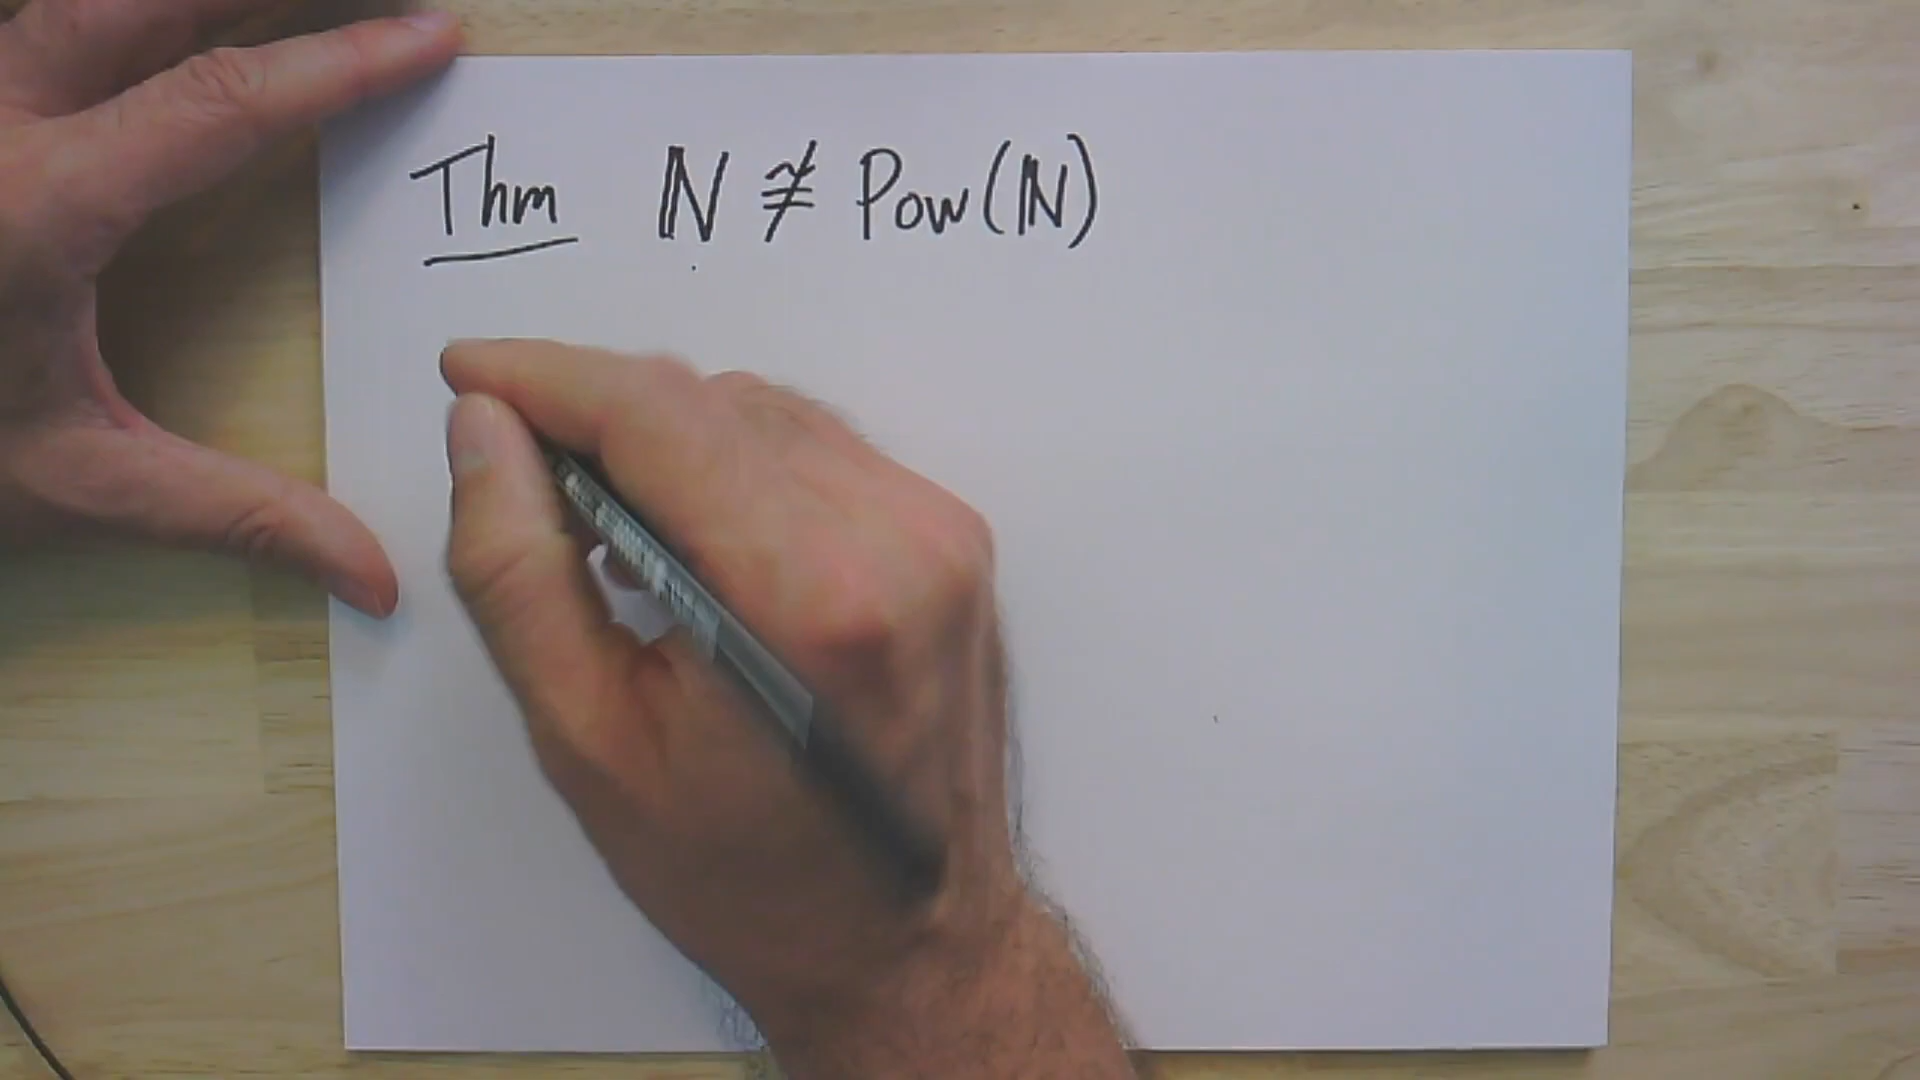 Thm ℕ ≇ Pow(ℕ)